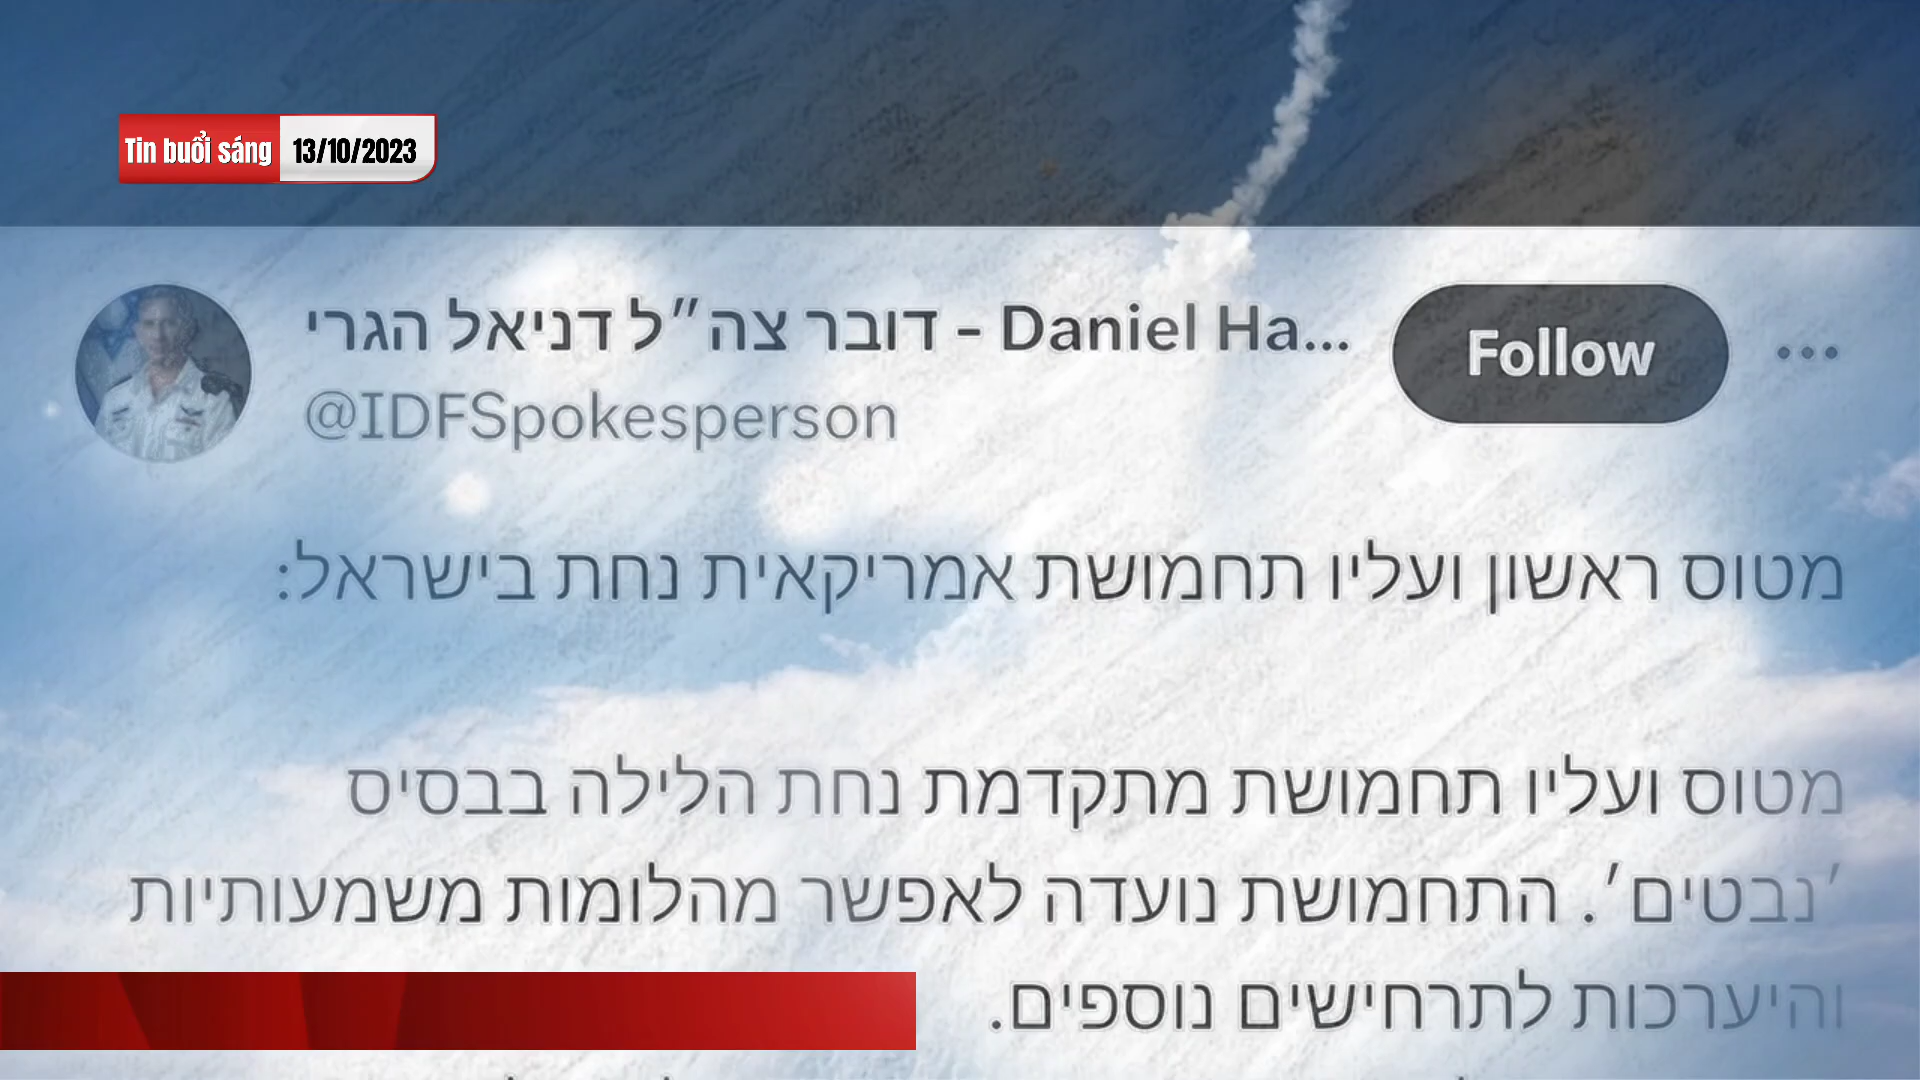 Tin buổi sáng 13/10/2023
דובר צה״ל דניאל הגרי - Daniel Ha...
Follow
@IDFSpokesperson
מטוס ראשון ועליו תחמושת אמריקאית נחת בישראל:
מטוס ועליו תחמושת מתקדמת נחת הלילה בבסיס
׳נבטים׳. התחמושת נועדה לאפשר מהלומות משמעותיות
והיערכות לתרחישים נוספים.